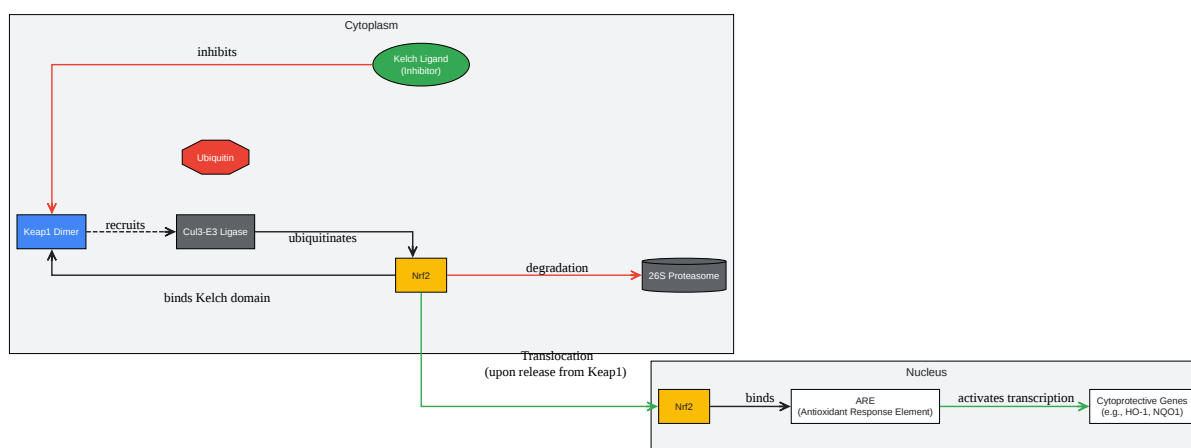 Cytoplasm
inhibits
Kelch Ligand
(Inhibitor)
Ubiquitin
Keap1 Dimer
recruits
Cul3-E3 Ligase
ubiquitinates
Nrf2
degradation
26S Proteasome
binds Kelch domain
Translocation
(upon release from Keap1)
Nucleus
Nrf2
binds
ARE
(Antioxidant Response Element)
activates transcription
Cytoprotective Genes
(e.g., HO-1, NQO1)